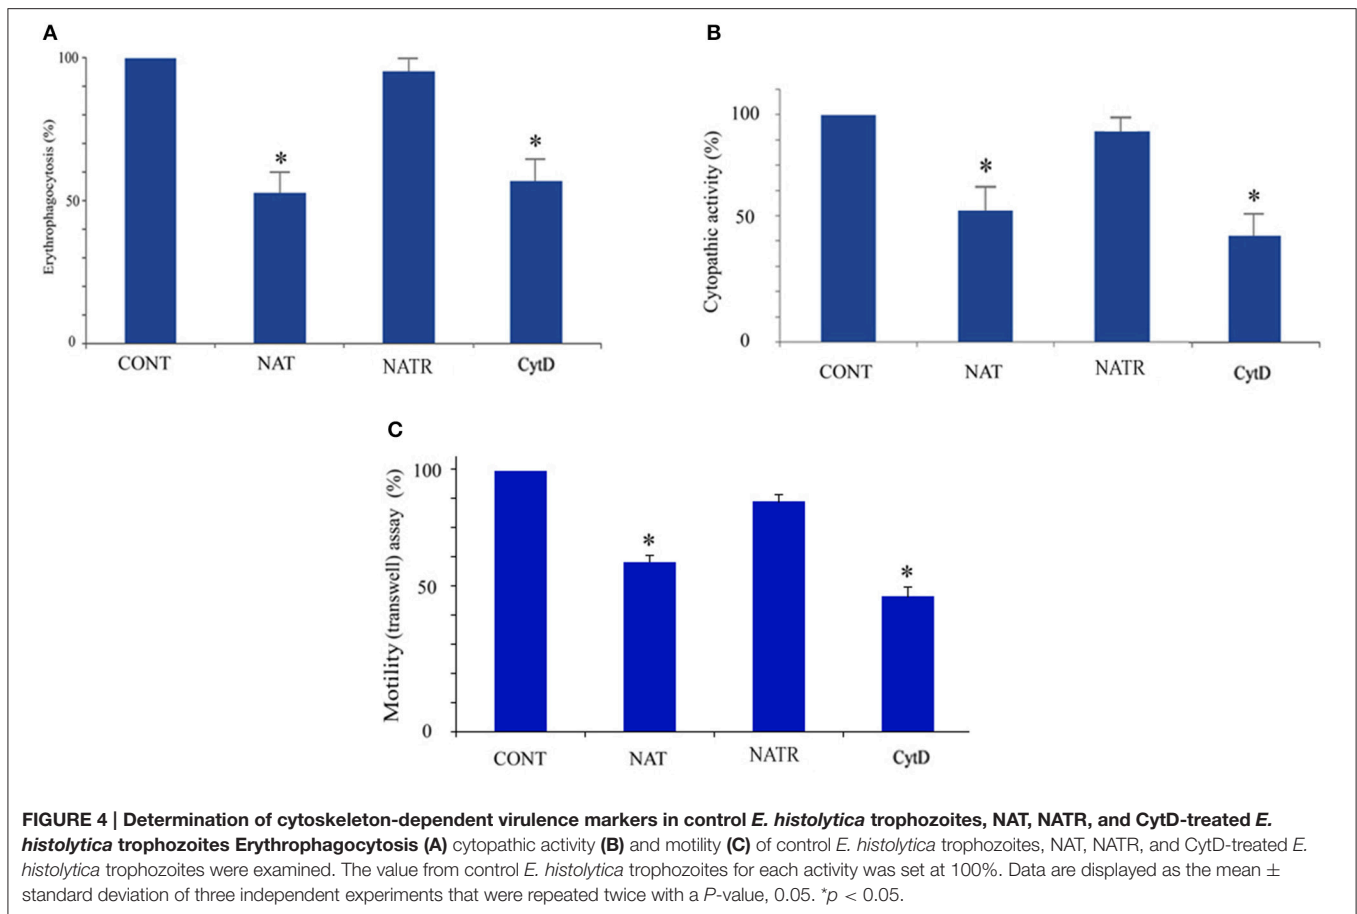 A
100
50
0
Erythrophagocytosis (%)
*
*
CONT NAT NATR CytD
B
100
50
0
Cytopathic activity (%)
*
*
CONT NAT NATR CytD
C
100
50
0
Motility (transwell) assay (%)
*
*
CONT NAT NATR CytD
FIGURE 4 | Determination of cytoskeleton-dependent virulence markers in control E. histolytica trophozoites, NAT, NATR, and CytD-treated E.
histolytica trophozoites Erythrophagocytosis (A) cytopathic activity (B) and motility (C) of control E. histolytica trophozoites, NAT, NATR, and CytD-treated E.
histolytica trophozoites were examined. The value from control E. histolytica trophozoites for each activity was set at 100%. Data are displayed as the mean ±
standard deviation of three independent experiments that were repeated twice with a P-value, 0.05. *p < 0.05.